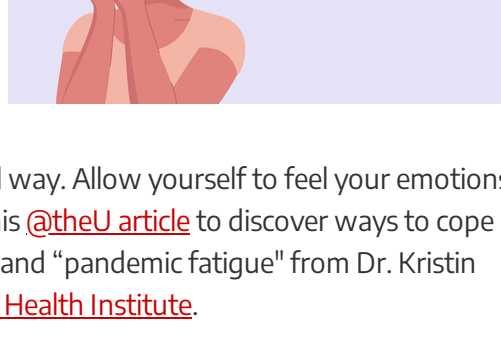 way. Allow yourself to feel your emotions
@theU article to discover ways to cope
and “pandemic fatigue" from Dr. Kristin
Health Institute.